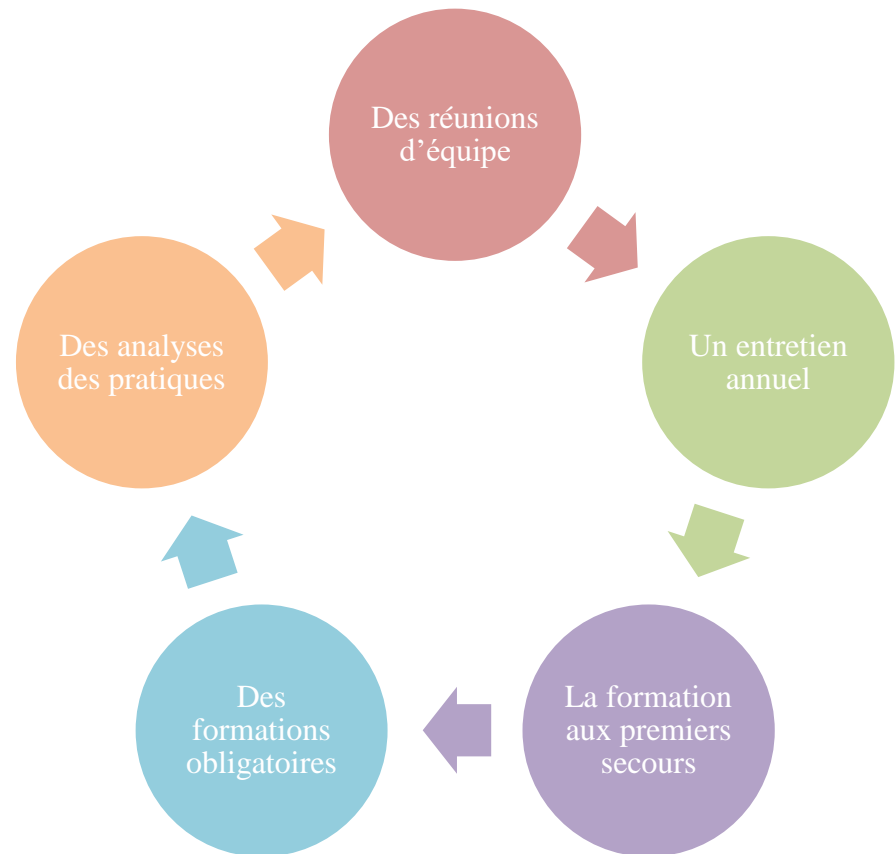 Des réunions
d’équipe
Un entretien
annuel
La formation
aux premiers
secours
Des
formations
obligatoires
Des analyses
des pratiques